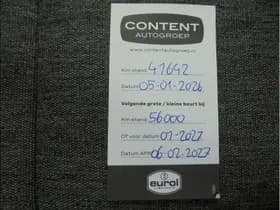 CONTENT
AUTOGROEP
www.contentautogroep.nl
Km stand 41642
Datum 05-01-2026
Volgende grote / kleine beurt bij
Km stand 56000
Of voor datum 01-2027
Datum APK 06-02-2027
eurol